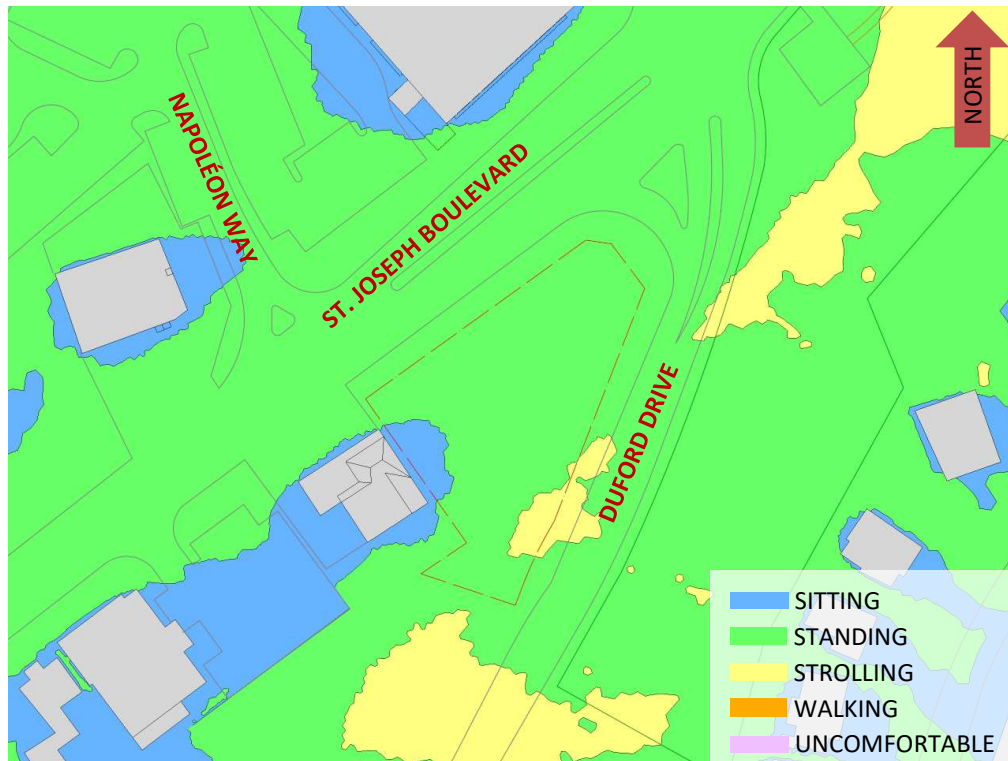 NORTH
NAPOLÉON WAY
ST. JOSEPH BOULEVARD
DUFORD DRIVE
SITTING
STANDING
STROLLING
WALKING
UNCOMFORTABLE